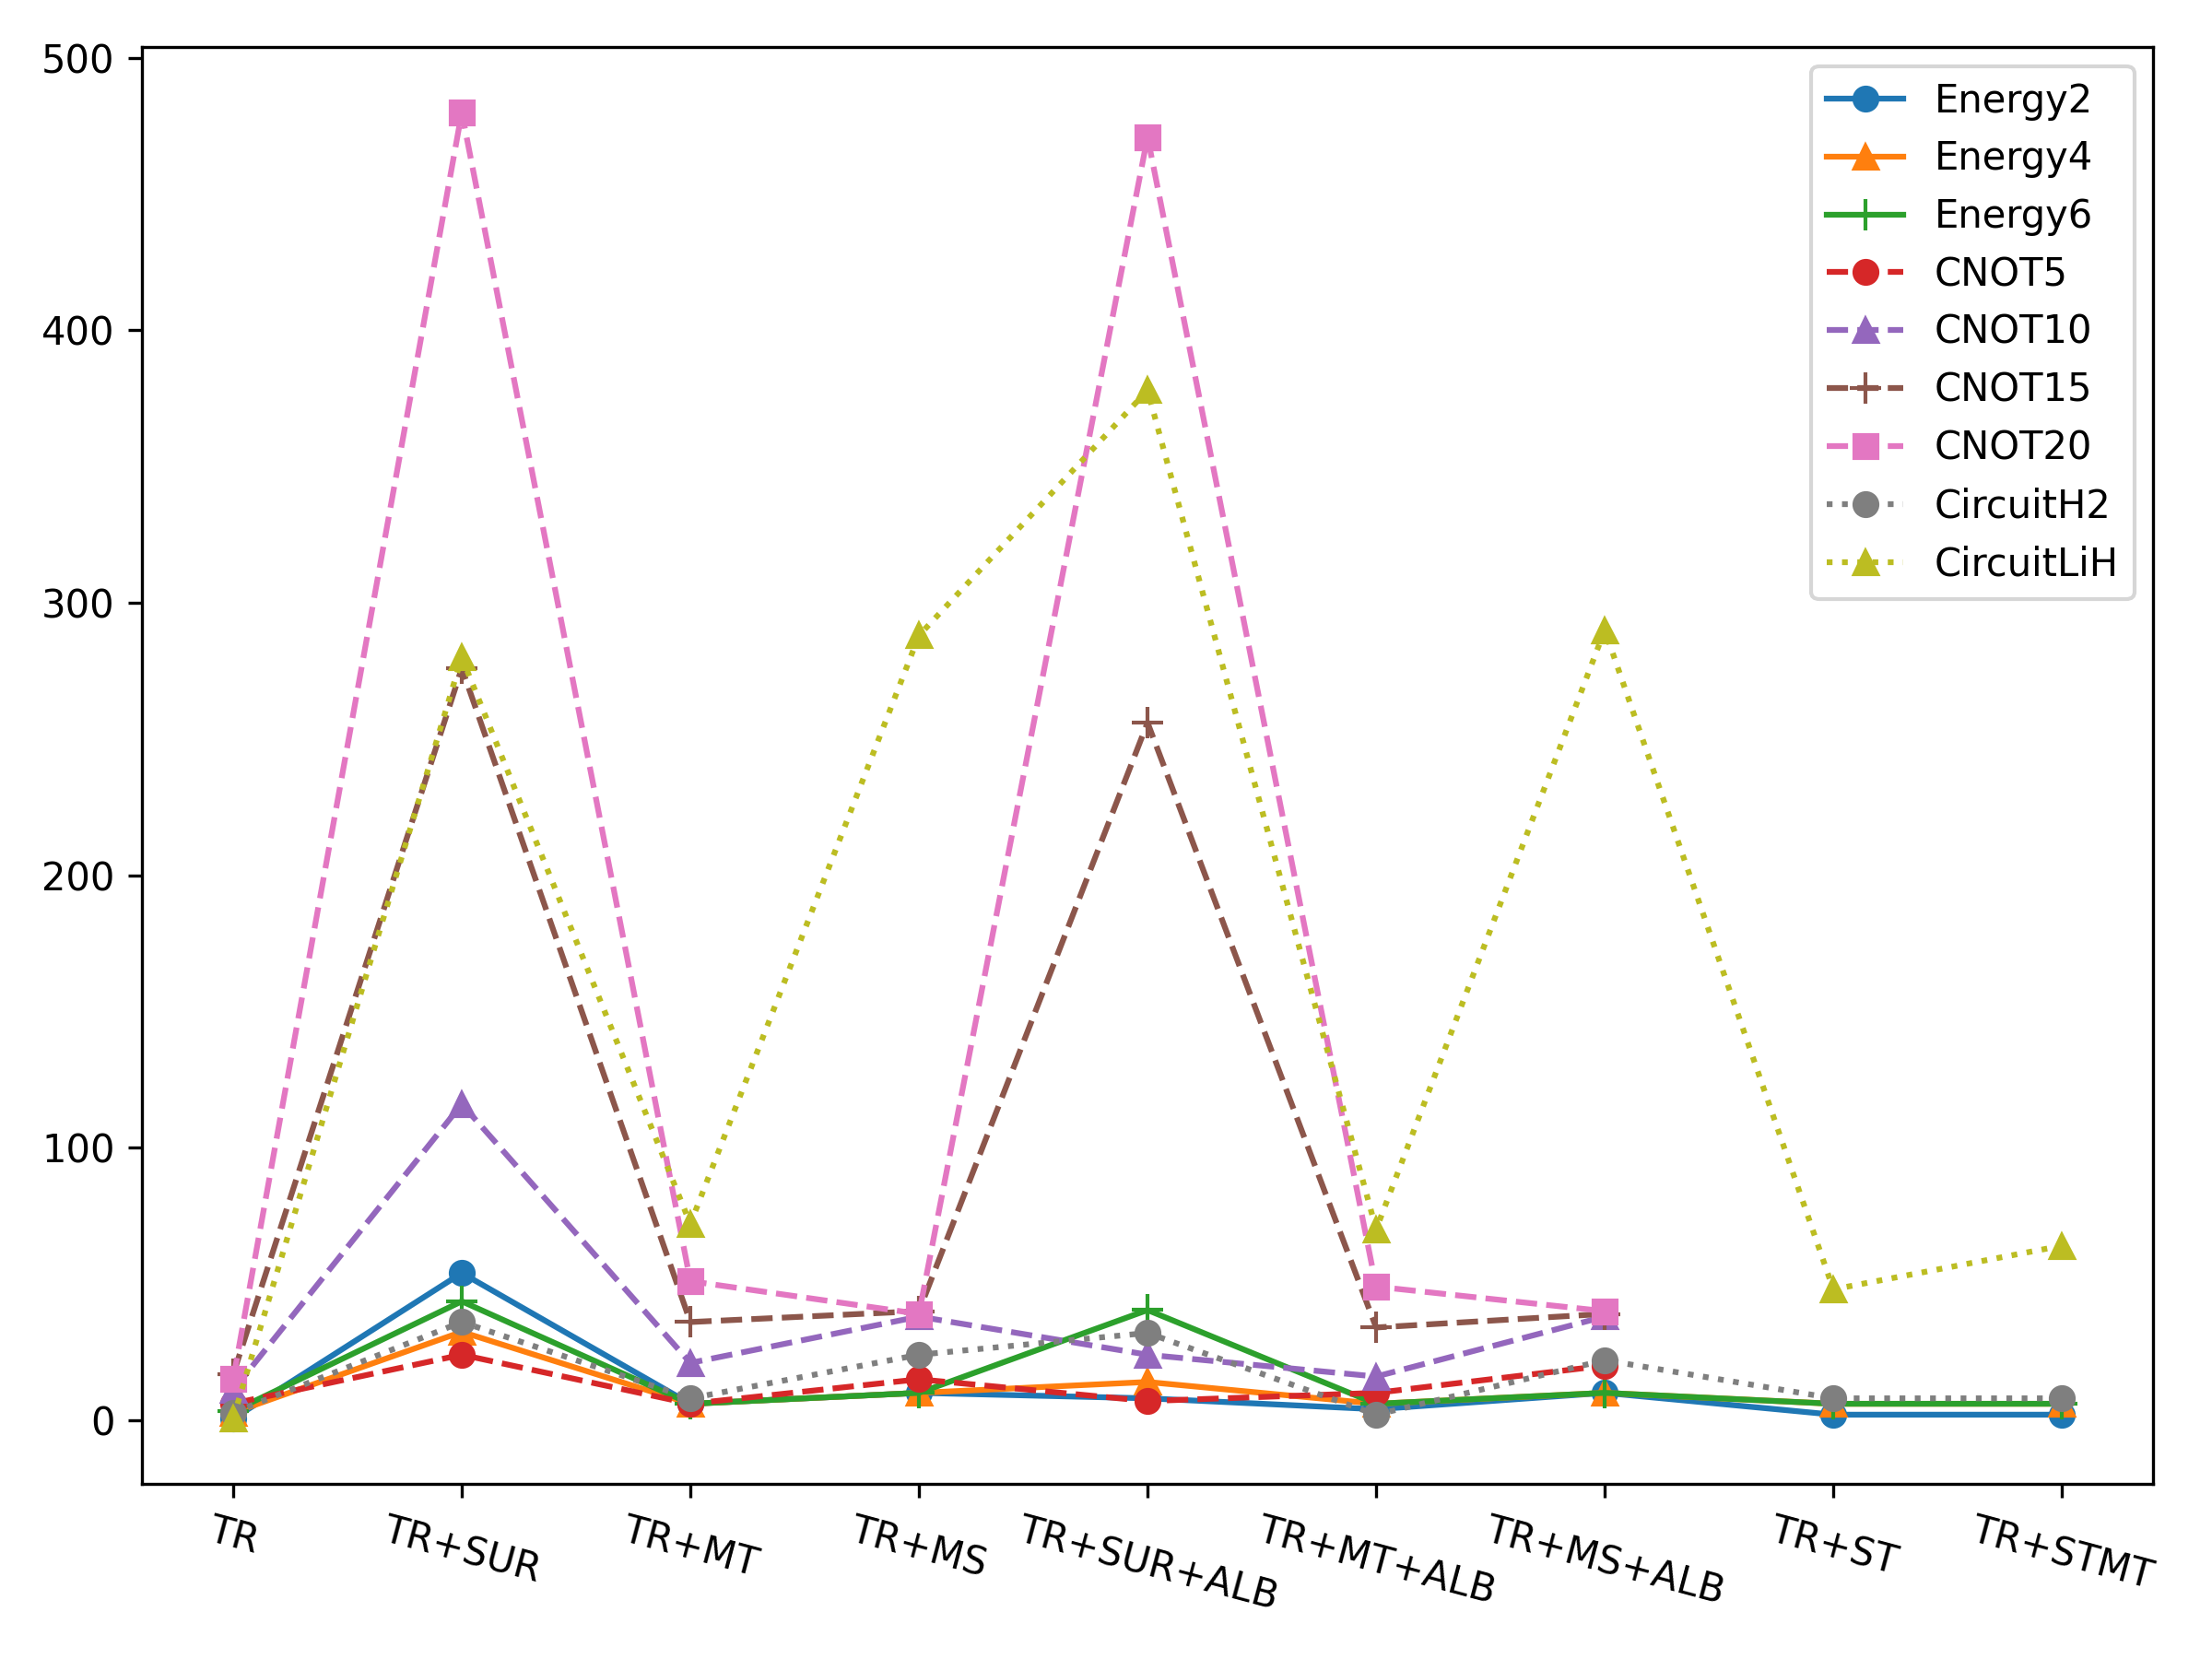 500
400
300
200
100
0
Energy2
Energy4
Energy6
CNOT5
CNOT10
CNOT15
CNOT20
CircuitH2
CircuitLiH
TR
TR+SUR
TR+MT
TR+MS
TR+SUR+ALB
TR+MT+ALB
TR+MS+ALB
TR+ST
TR+STMT